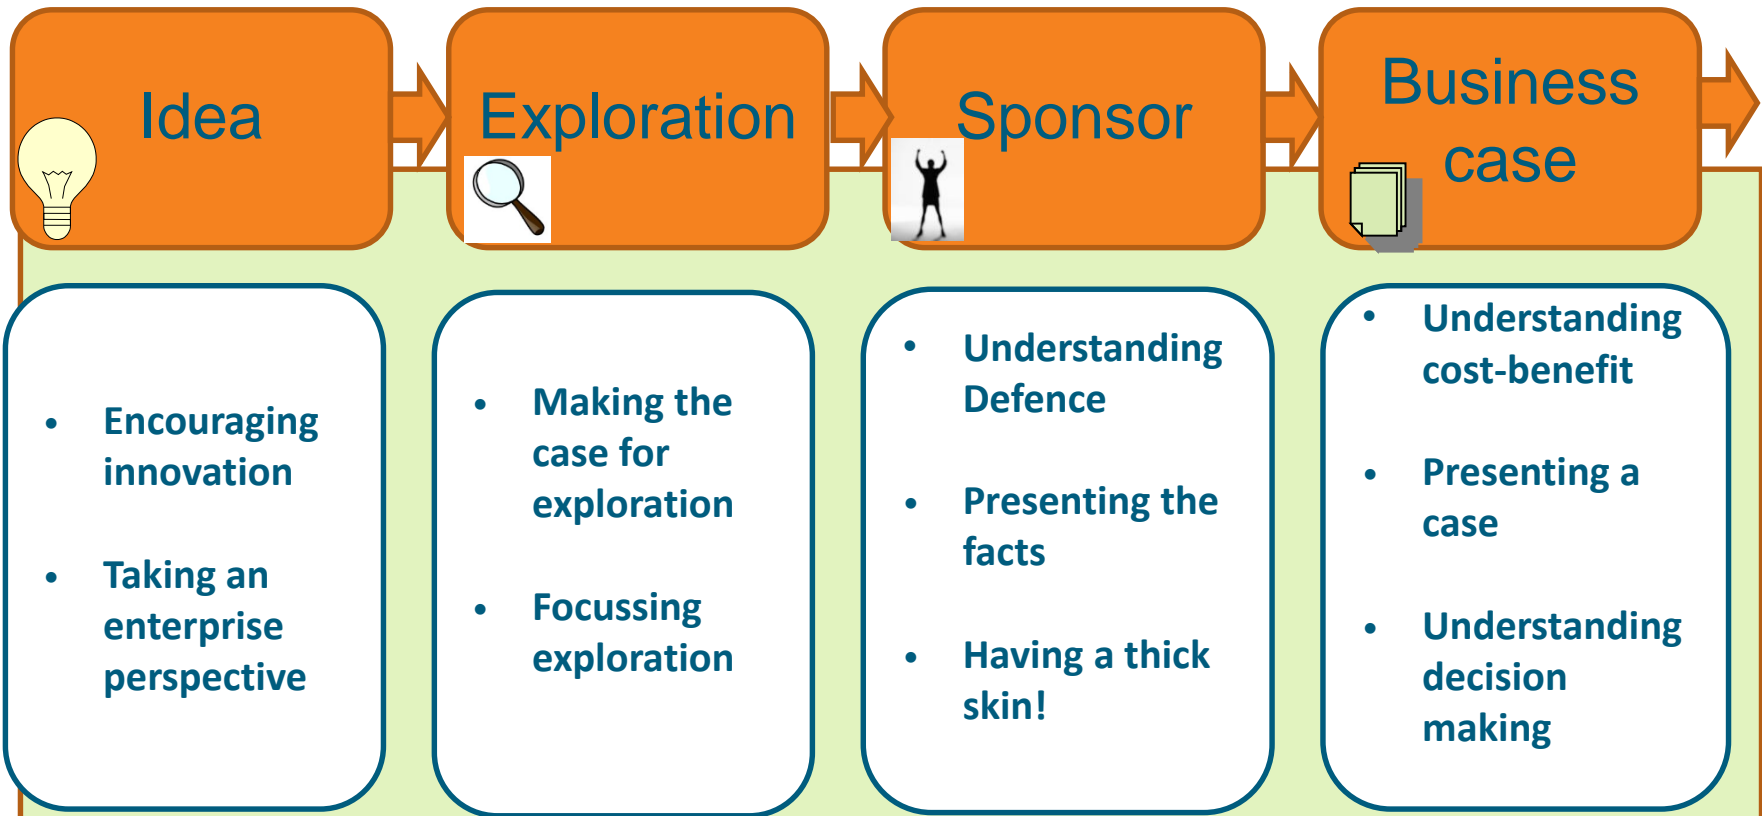 Idea
Exploration
Sponsor
Business
case
• Encouraging
innovation
• Taking an
enterprise
perspective
• Making the
case for
exploration
• Focussing
exploration
• Understanding
Defence
• Presenting the
facts
• Having a thick
skin!
• Understanding
cost-benefit
• Presenting a
case
• Understanding
decision
making